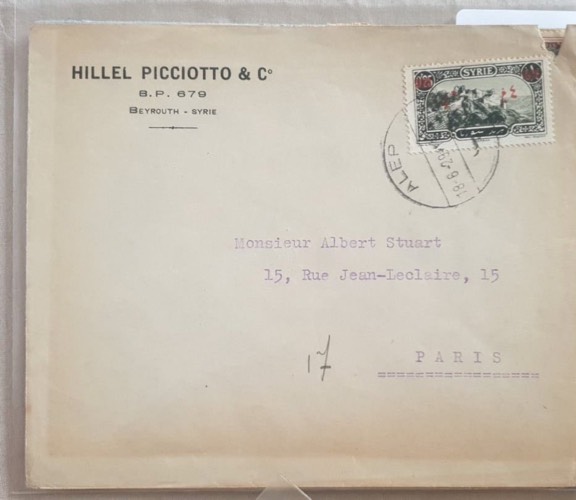 HILLEL PICCIOTTO & Cº
B.P. 679
BEYROUTH - SYRIE
SYRIE
ALEP
Monsieur Albert Stuart
15, Rue Jean-Leclaire, 15
17
PARIS